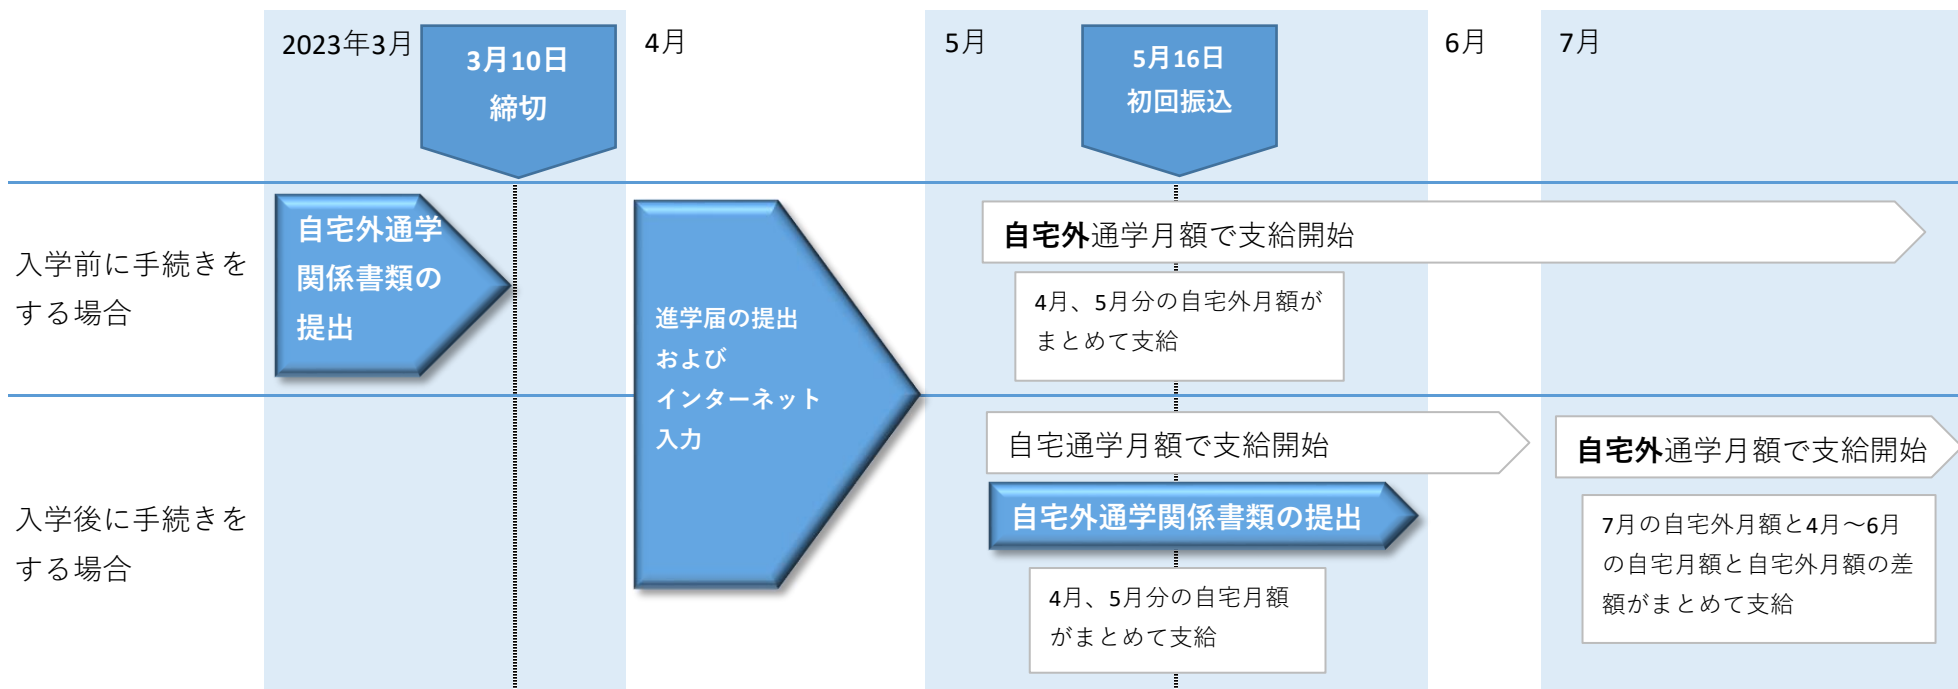 2023年3月
3月10日
締切
4月
5月
5月16日
初回振込
6月
7月
入学前に手続きを
する場合
自宅外通学
関係書類の
提出
進学届の提出
および
インターネット
入力
自宅外通学月額で支給開始
4月、5月分の自宅外月額が
まとめて支給
入学後に手続きを
する場合
自宅通学月額で支給開始
自宅外通学関係書類の提出
4月、5月分の自宅月額
がまとめて支給
自宅外通学月額で支給開始
7月の自宅外月額と4月～6月
の自宅月額と自宅外月額の差
額がまとめて支給